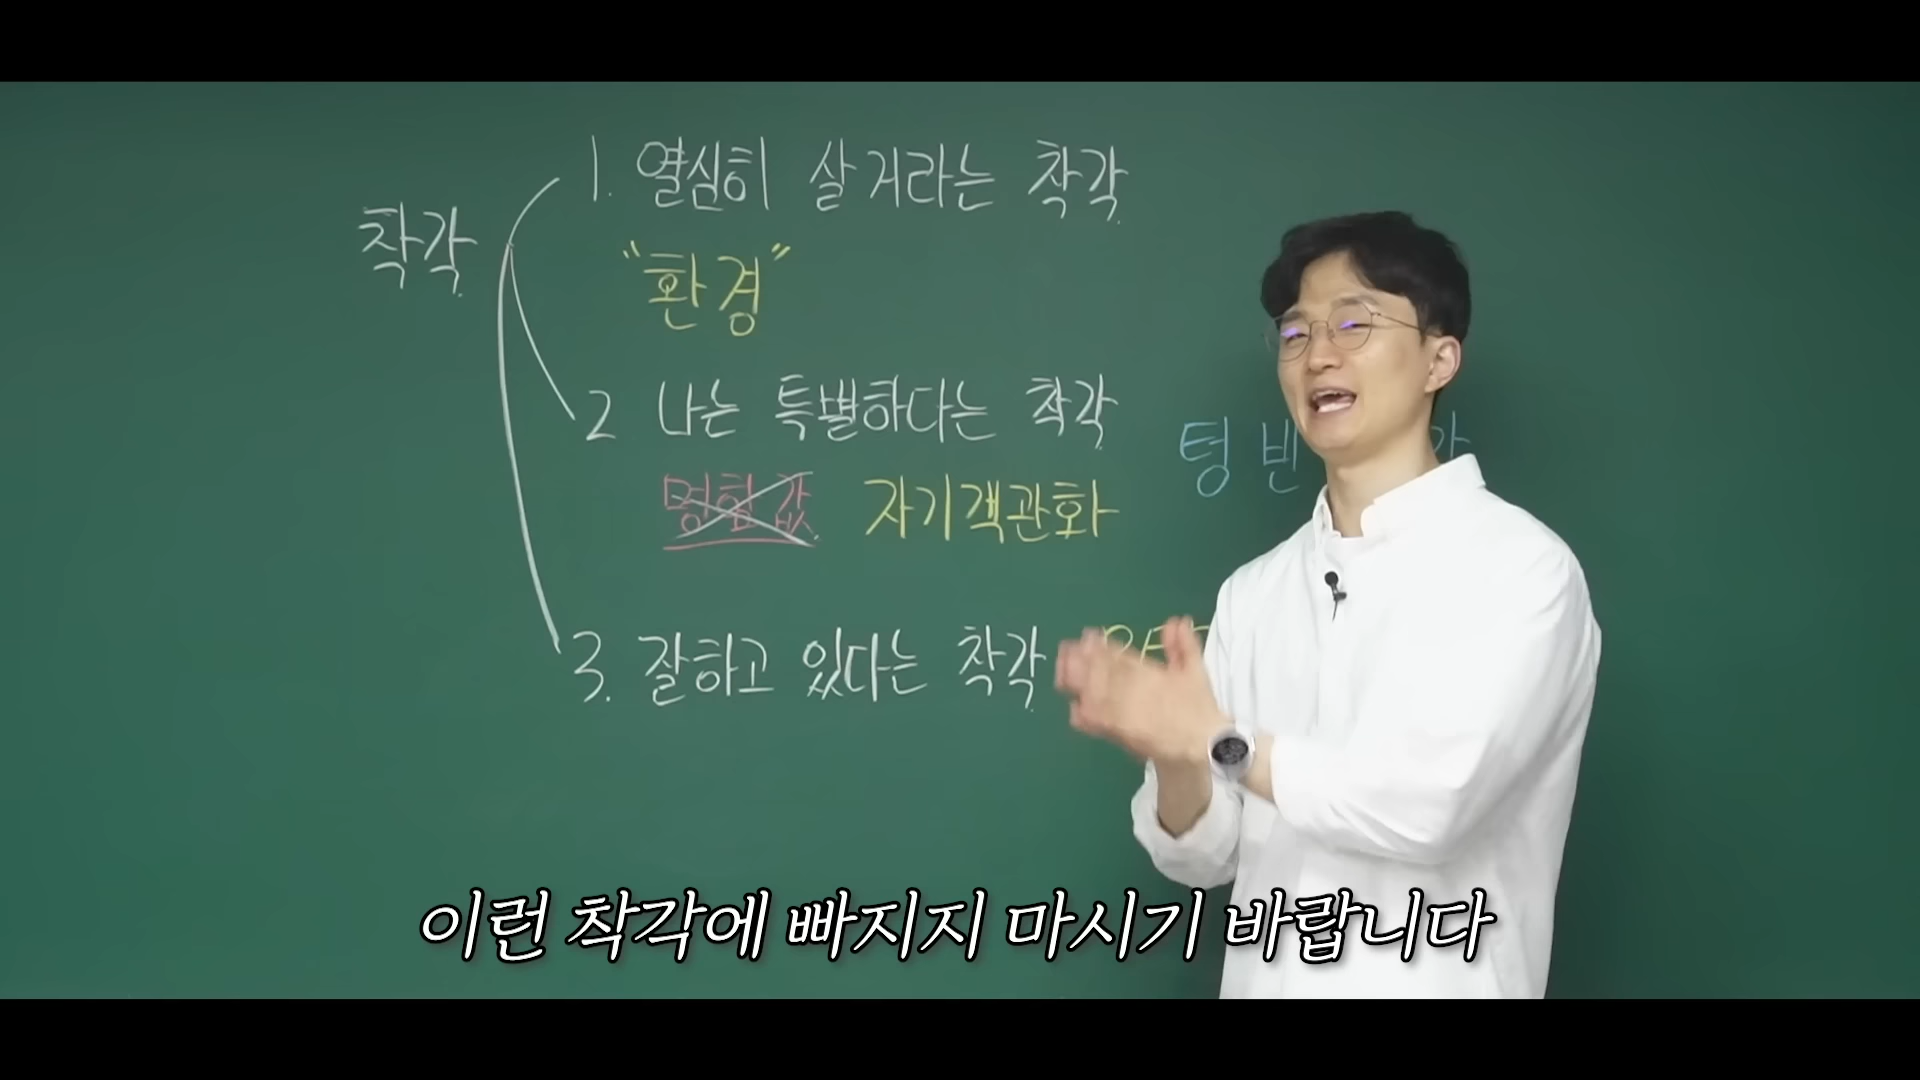 착각
1. 열심히 살거라는 착각
"환경"
2 나는 특별하다는 착각
텅 빈
자기객관화
3. 잘하고 있다는 착각
이런 착각에 빠지지 마시기 바랍니다